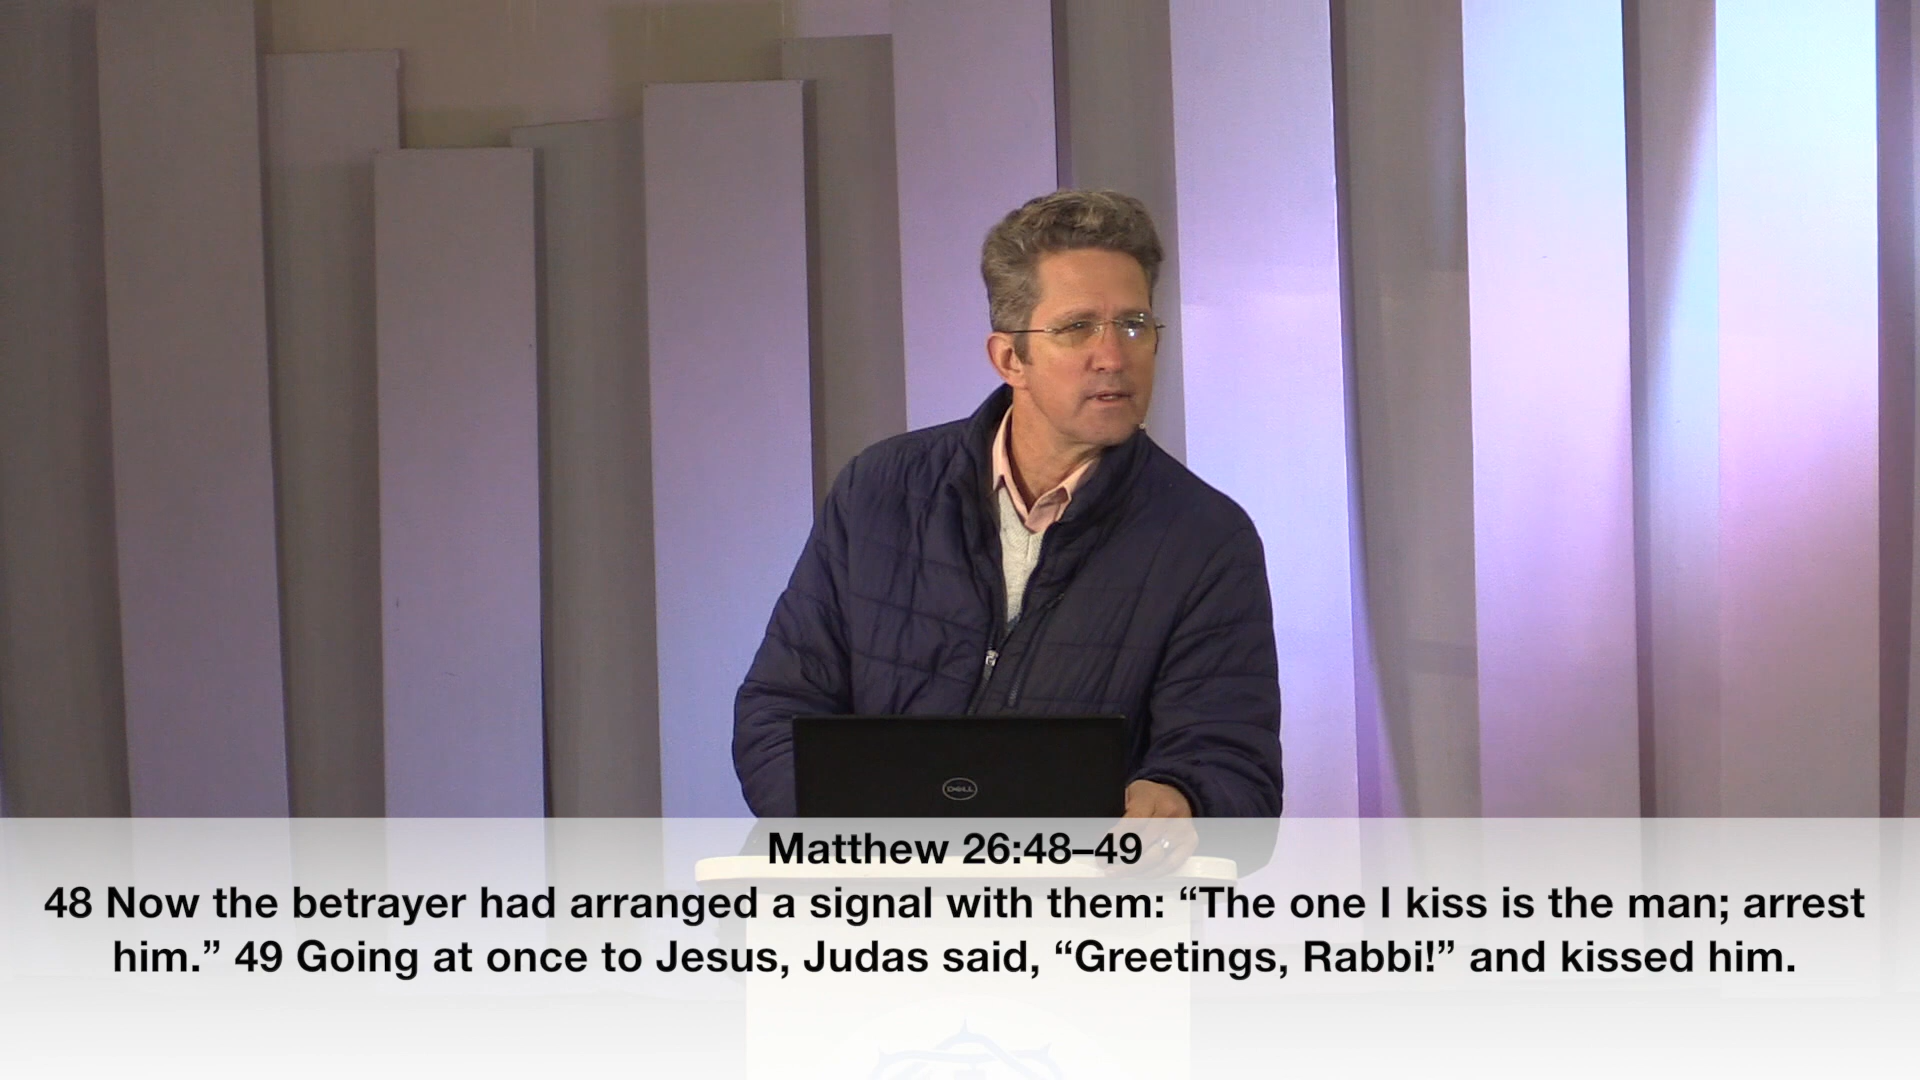 DELL
Matthew 26:48–49
48 Now the betrayer had arranged a signal with them: “The one I kiss is the man; arrest
him.” 49 Going at once to Jesus, Judas said, “Greetings, Rabbi!” and kissed him.